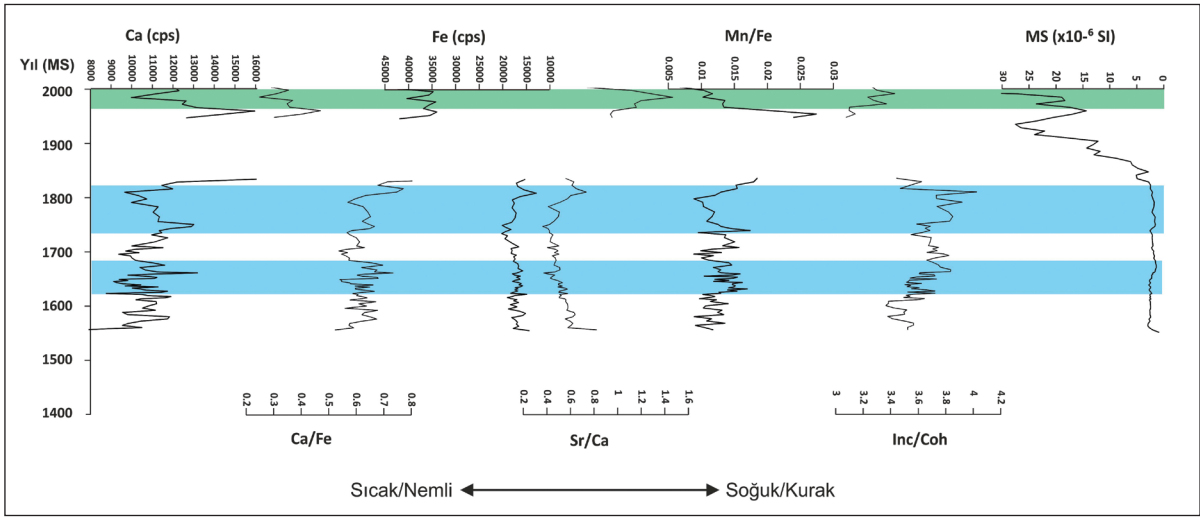 Ca (cps) Fe (cps) Mn/Fe MS (x10-⁶ SI)
Yıl (MS)
8000 9000 10000 11000 12000 13000 14000 15000 16000
45000 40000 35000 30000 25000 20000 15000 10000
0.005 0.01 0.015 0.02 0.025 0.03
30 25 20 15 10 5 0
2000
1900
1800
1700
1600
1500
1400
0.2 0.3 0.4 0.5 0.6 0.7 0.8
0.2 0.4 0.6 0.8 1 1.2 1.4 1.6
3 3.2 3.4 3.6 3.8 4 4.2
Ca/Fe Sr/Ca Inc/Coh
Sıcak/Nemli Soğuk/Kurak